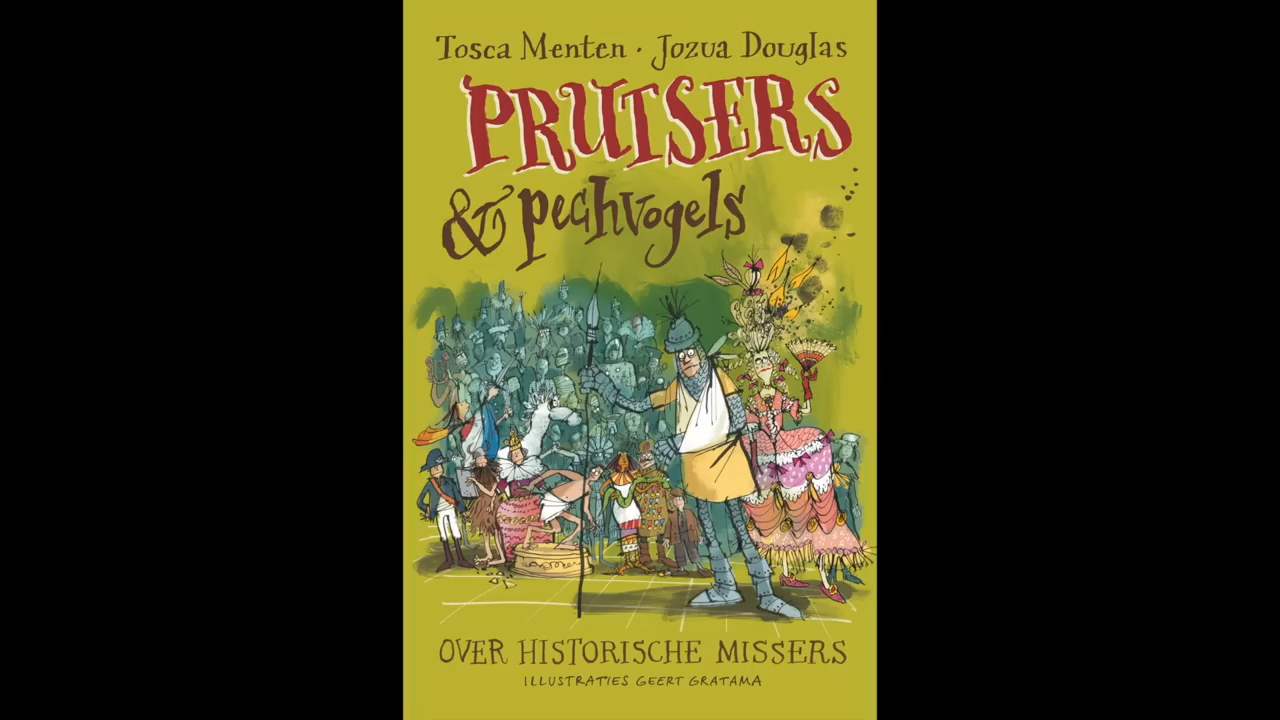 Tosca Menten · Jozua Douglas
PRUTSERS
& pechvogels
OVER HISTORISCHE MISSERS
ILLUSTRATIES GEERT GRATAMA